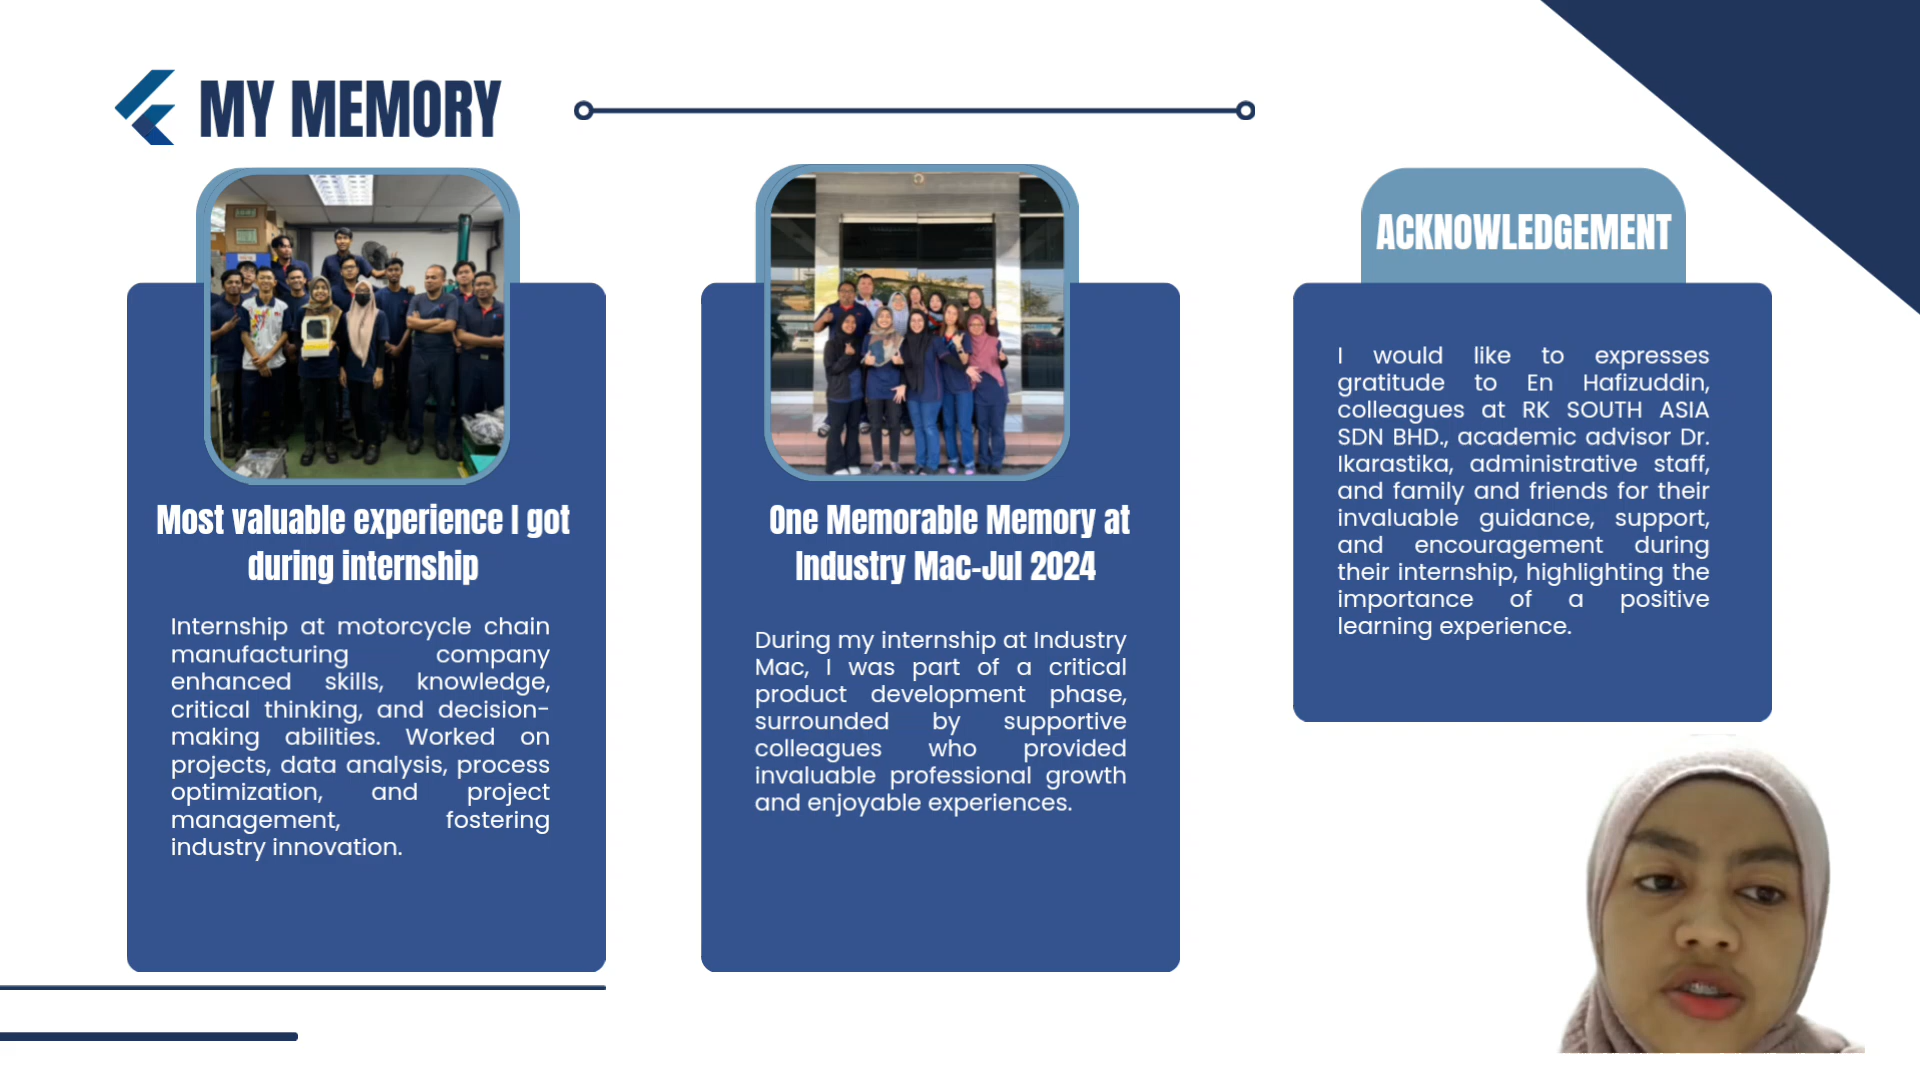 MY MEMORY
Most valuable experience I got
during internship
Internship at motorcycle chain
manufacturing company
enhanced skills, knowledge,
critical thinking, and decision-
making abilities. Worked on
projects, data analysis, process
optimization, and project
management, fostering
industry innovation.
One Memorable Memory at
Industry Mac-Jul 2024
During my internship at Industry
Mac, I was part of a critical
product development phase,
surrounded by supportive
colleagues who provided
invaluable professional growth
and enjoyable experiences.
ACKNOWLEDGEMENT
I would like to expresses
gratitude to En Hafizuddin,
colleagues at RK SOUTH ASIA
SDN BHD., academic advisor Dr.
Ikarastika, administrative staff,
and family and friends for their
invaluable guidance, support,
and encouragement during
their internship, highlighting the
importance of a positive
learning experience.